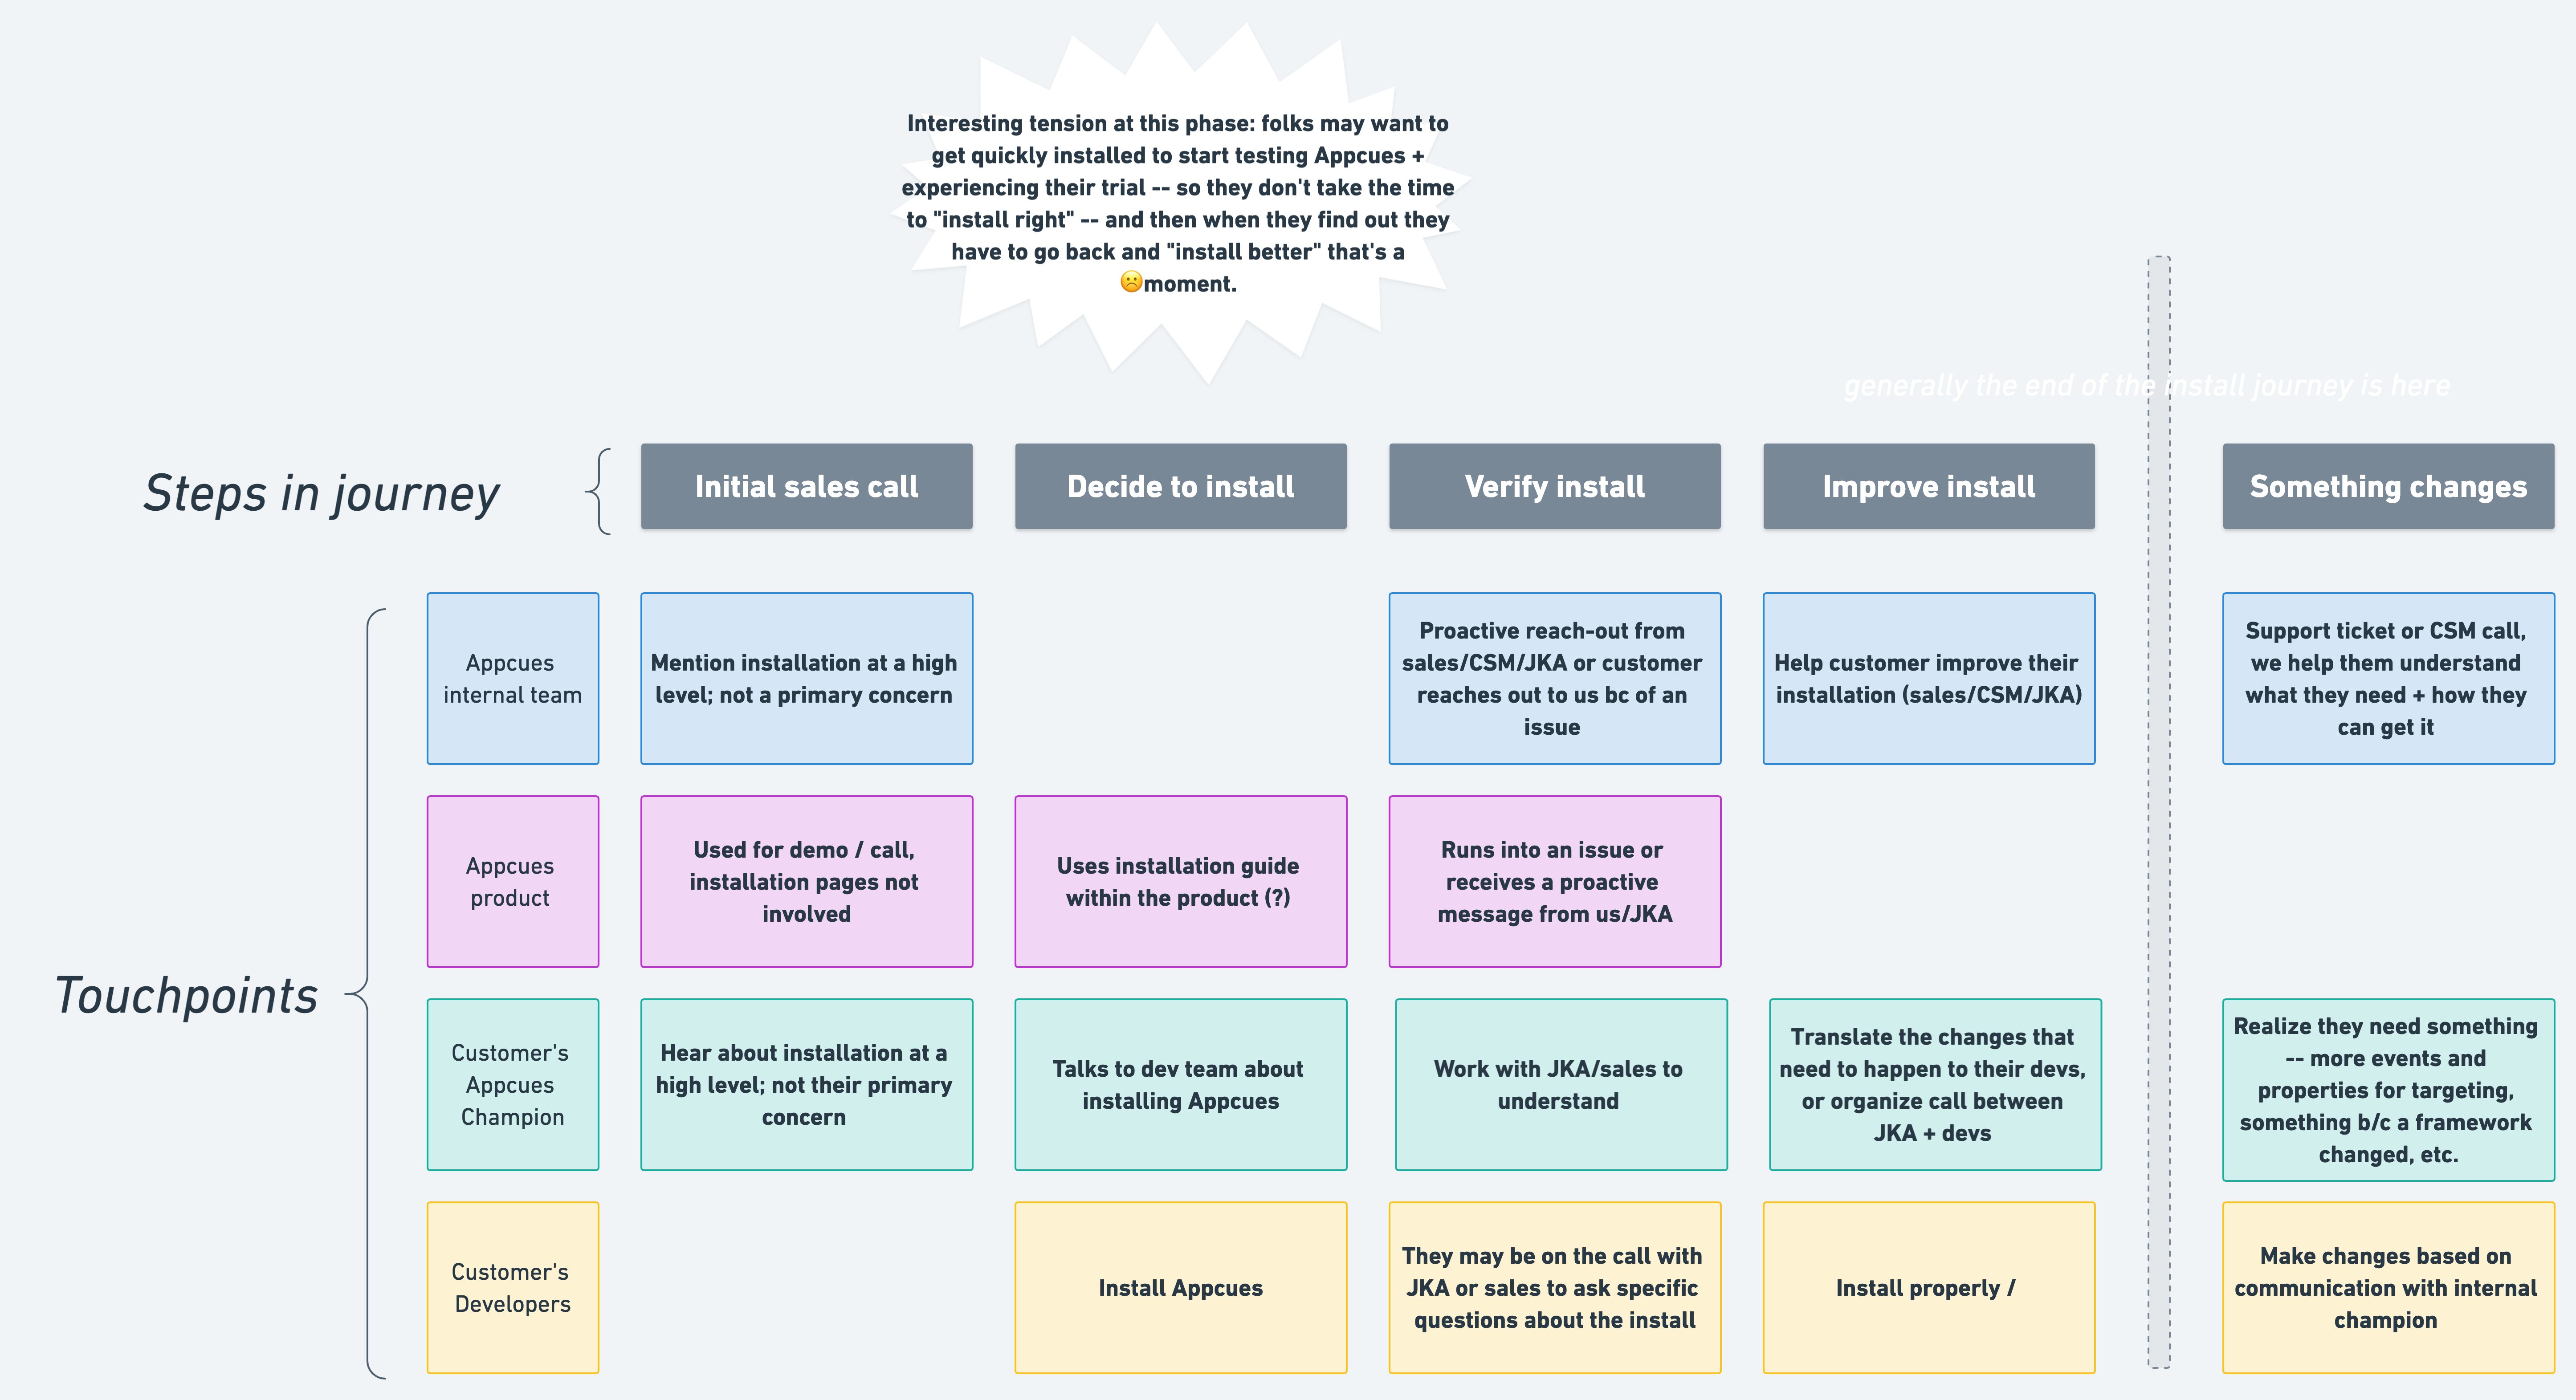 Interesting tension at this phase: folks may want to
get quickly installed to start testing Appcues +
experiencing their trial -- so they don't take the time
to "install right" -- and then when they find out they
have to go back and "install better" that's a
☹️moment.
generally the end of the install journey is here
Steps in journey
Initial sales call
Decide to install
Verify install
Improve install
Something changes
Touchpoints
Appcues
internal team
Mention installation at a high
level; not a primary concern
Proactive reach-out from
sales/CSM/JKA or customer
reaches out to us bc of an
issue
Help customer improve their
installation (sales/CSM/JKA)
Support ticket or CSM call,
we help them understand
what they need + how they
can get it
Appcues
product
Used for demo / call,
installation pages not
involved
Uses installation guide
within the product (?)
Runs into an issue or
receives a proactive
message from us/JKA
Customer's
Appcues
Champion
Hear about installation at a
high level; not their primary
concern
Talks to dev team about
installing Appcues
Work with JKA/sales to
understand
Translate the changes that
need to happen to their devs,
or organize call between
JKA + devs
Realize they need something
-- more events and
properties for targeting,
something b/c a framework
changed, etc.
Customer's
Developers
Install Appcues
They may be on the call with
JKA or sales to ask specific
questions about the install
Install properly /
Make changes based on
communication with internal
champion